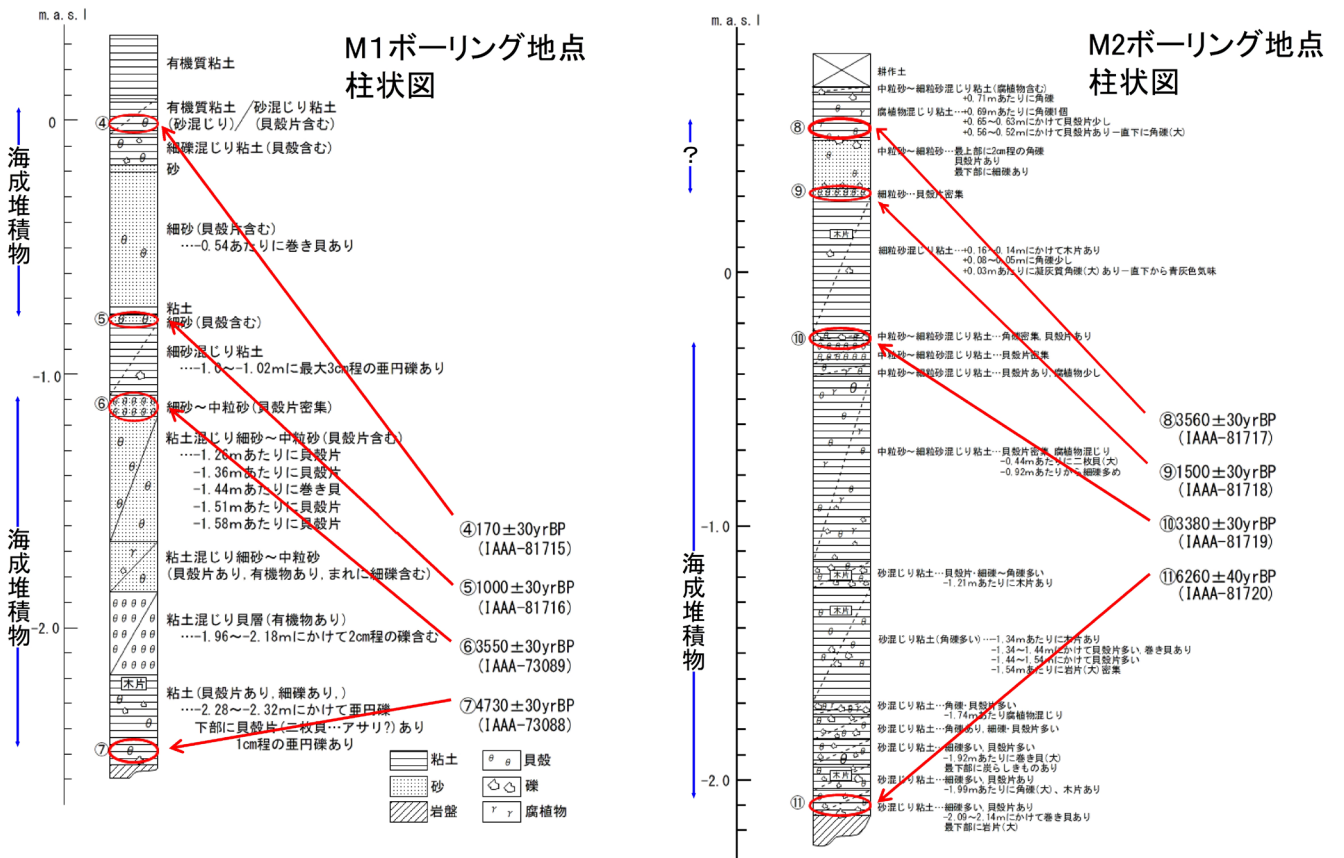 m.a.s.l
M1ボーリング地点
柱状図
海成堆積物
海成堆積物
0
-1.0
-2.0
④
⑤
⑥
⑦
有機質粘土
有機質粘土／砂混じり粘土
(砂混じり)／(貝殻片含む)
細礫混じり粘土(貝殻含む)
砂
細砂(貝殻片含む)
…-0.54あたりに巻き貝あり
粘土
細砂(貝殻含む)
細砂混じり粘土
…-1.0～-1.02mに最大3cm程の亜円礫あり
細砂～中粒砂(貝殻片密集)
粘土混じり細砂～中粒砂(貝殻片含む)
…-1.26mあたりに貝殻片
-1.36mあたりに貝殻片
-1.44mあたりに巻き貝
-1.51mあたりに貝殻片
-1.58mあたりに貝殻片
粘土混じり細砂～中粒砂
(貝殻片あり,有機物あり,まれに細礫含む)
粘土混じり貝層(有機物あり)
…-1.96～-2.18mにかけて2cm程の礫含む
木片
粘土(貝殻片あり,細礫あり,)
…-2.28～-2.32mにかけて亜円礫
下部に貝殻片(二枚貝…アサリ?)あり
1cm程の亜円礫あり
④170±30yrBP
(IAAA-81715)
⑤1000±30yrBP
(IAAA-81716)
⑥3550±30yrBP
(IAAA-73089)
⑦4730±30yrBP
(IAAA-73088)
粘土
貝殻
砂
礫
岩盤
腐植物
m.a.s.l
M2ボーリング地点
柱状図
?
海成堆積物
0
-1.0
-2.0
⑧
⑨
⑩
⑪
耕作土
中粒砂～細粒砂混じり粘土(腐植物含む)
+0.71mあたりに角礫
腐植物混じり粘土…+0.69mあたりに角礫1個
+0.65～0.63mにかけて貝殻片少し
+0.56～0.52mにかけて貝殻片あり－直下に角礫(大)
中粒砂～細粒砂…最上部に2cm程の角礫
貝殻片あり
最下部に細礫あり
細粒砂…貝殻片密集
木片
細粒砂混じり粘土…+0.16～0.14mにかけて木片あり
+0.08～0.05mに角礫少し
+0.03mあたりに凝灰質角礫(大)あり－直下から青灰色気味
中粒砂～細粒砂混じり粘土…角礫密集,貝殻片あり
中粒砂～細粒砂混じり粘土…貝殻片密集
中粒砂～細粒砂混じり粘土…貝殻片あり,腐植物少し
中粒砂～細粒砂混じり粘土…貝殻片密集,腐植物混じり
-0.44mあたりに二枚貝(大)
-0.92mあたりから細礫多め
砂混じり粘土…貝殻片・細礫～角礫多い
-1.21mあたりに木片あり
木片
木片
砂混じり粘土(角礫多い)…-1.34mあたりに木片あり
-1.34～1.44mにかけて貝殻片多い,巻き貝あり
-1.44～1.54mにかけて貝殻片多い
-1.54mあたりに岩片(大)密集
砂混じり粘土…角礫・貝殻片多い
-1.74mあたり腐植物混じり
砂混じり粘土…角礫あり,細礫・貝殻片多い
砂混じり粘土…細礫多い,貝殻片多い
-1.92mあたりに巻き貝(大)
最下部に炭らしきものあり
木片
砂混じり粘土…細礫多い,貝殻片あり
-1.99mあたりに角礫(大)、木片あり
砂混じり粘土…細礫多い,貝殻片あり
-2.09～2.14mにかけて巻き貝あり
最下部に岩片(大)
⑧3560±30yrBP
(IAAA-81717)
⑨1500±30yrBP
(IAAA-81718)
⑩3380±30yrBP
(IAAA-81719)
⑪6260±40yrBP
(IAAA-81720)